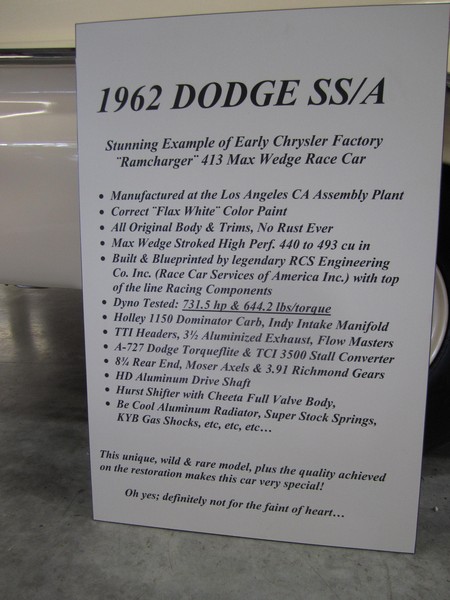 1962 DODGE SS/A
Stunning Example of Early Chrysler Factory
¨Ramcharger¨ 413 Max Wedge Race Car
• Manufactured at the Los Angeles CA Assembly Plant
• Correct ¨Flax White¨ Color Paint
• All Original Body & Trims, No Rust Ever
• Max Wedge Stroked High Perf. 440 to 493 cu in
• Built & Blueprinted by legendary RCS Engineering
Co. Inc. (Race Car Services of America Inc.) with top
of the line Racing Components
• Dyno Tested: 731.5 hp & 644.2 lbs/torque
• Holley 1150 Dominator Carb, Indy Intake Manifold
• TTI Headers, 3½ Aluminized Exhaust, Flow Masters
• A-727 Dodge Torqueflite & TCI 3500 Stall Converter
• 8¾ Rear End, Moser Axels & 3.91 Richmond Gears
• HD Aluminum Drive Shaft
• Hurst Shifter with Cheeta Full Valve Body,
• Be Cool Aluminum Radiator, Super Stock Springs,
KYB Gas Shocks, etc, etc, etc…
This unique, wild & rare model, plus the quality achieved
on the restoration makes this car very special!
Oh yes; definitely not for the faint of heart…